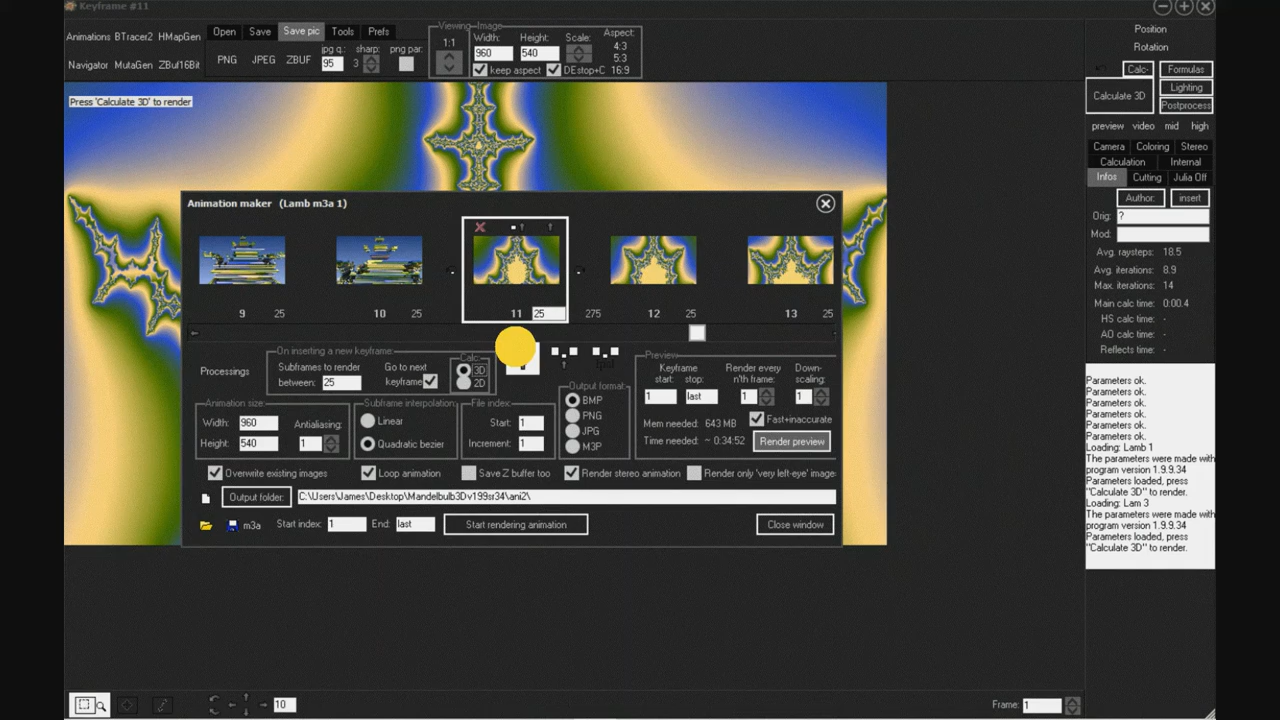 Keyframe #11
Animations BTracer2 HMapGen
Navigator MutaGen ZBuf16Bit
Open Save Save pic Tools Prefs
PNG JPEG ZBUF
jpg q.: sharp: png par:
95 3
Viewing-Image
1:1
Width: Height: Scale: Aspect:
960 540
4:3
5:3
16:9
keep aspect DEstop+C
Position
Rotation
Calc-
Formulas
Calculate 3D
Lighting
Postprocess
preview video mid high
Camera Coloring Stereo
Calculation Internal
Infos Cutting Julia Off
Author: insert
Orig: ?
Mod:
Avg. raysteps: 18.5
Avg. iterations: 8.9
Max. iterations: 14
Main calc time: 0:00.4
HS calc time: -
AO calc time: -
Reflects time: -
Parameters ok.
Parameters ok.
Parameters ok.
Parameters ok.
Parameters ok.
Parameters ok.
Loading: Lamb 1
The parameters were made with
program version 1.9.9.34
Parameters loaded, press
"Calculate 3D" to render.
Loading: Lam 3
The parameters were made with
program version 1.9.9.34
Parameters loaded, press
"Calculate 3D" to render.
Press 'Calculate 3D' to render
Animation maker (Lamb m3a 1)
9 25 10 25 11 25 275 12 25 13 25
Processings
On inserting a new keyframe:
Subframes to render
between: 25
Go to next
keyframe
Calc:
3D
2D
Preview
Keyframe
start: stop:
1 last
Render every
n'th frame:
1
Down-
scaling:
1
Mem needed: 643 MB
Time needed: ~ 0:34:52
Fast+inaccurate
Render preview
Animation size:
Width: 960
Height: 540
Antialiasing:
1
Subframe interpolation:
Linear
Quadratic bezier
File index:
Start: 1
Increment: 1
Output format:
BMP
PNG
JPG
M3P
Overwrite existing images Loop animation Save Z buffer too Render stereo animation Render only 'very left-eye' image
Output folder: C:\Users\James\Desktop\Mandelbulb3Dv199sr34\ani2\
m3a Start index: 1 End: last Start rendering animation Close window
10
Frame: 1